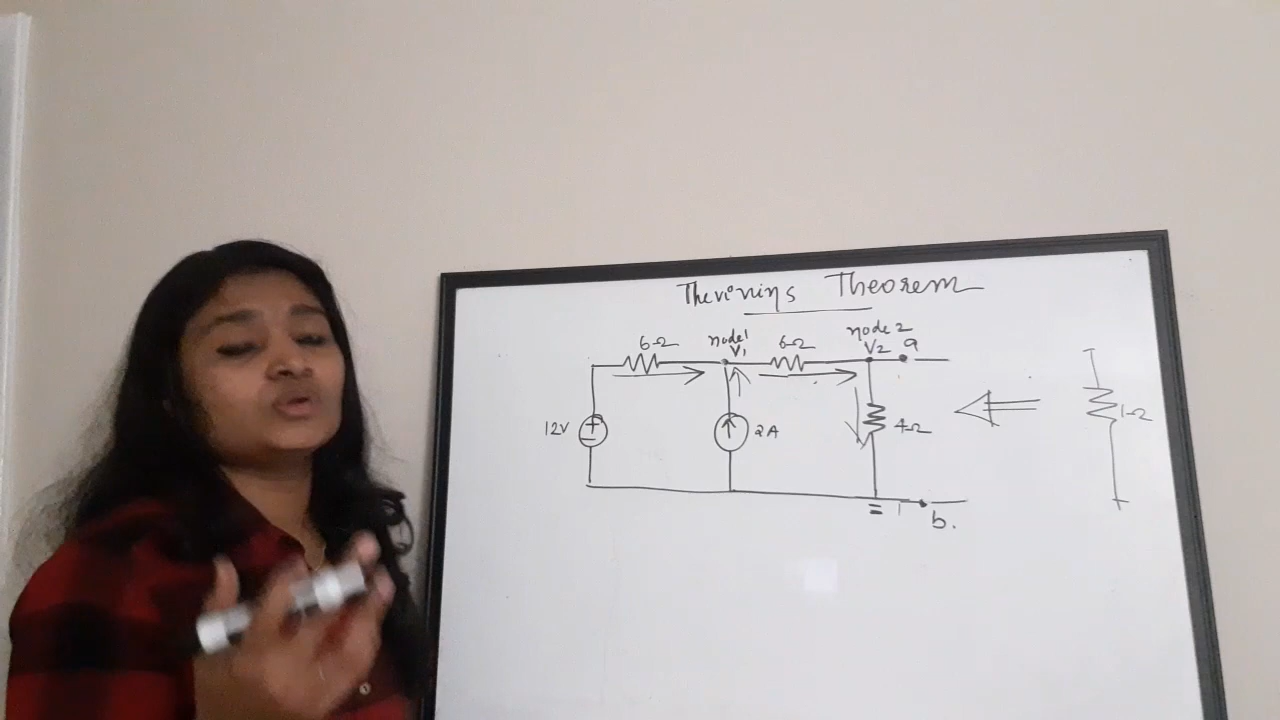 Thevinins Theorem
6Ω node1 6Ω node2
V1 V2 a
12V + - 2A 4Ω 1Ω
b.